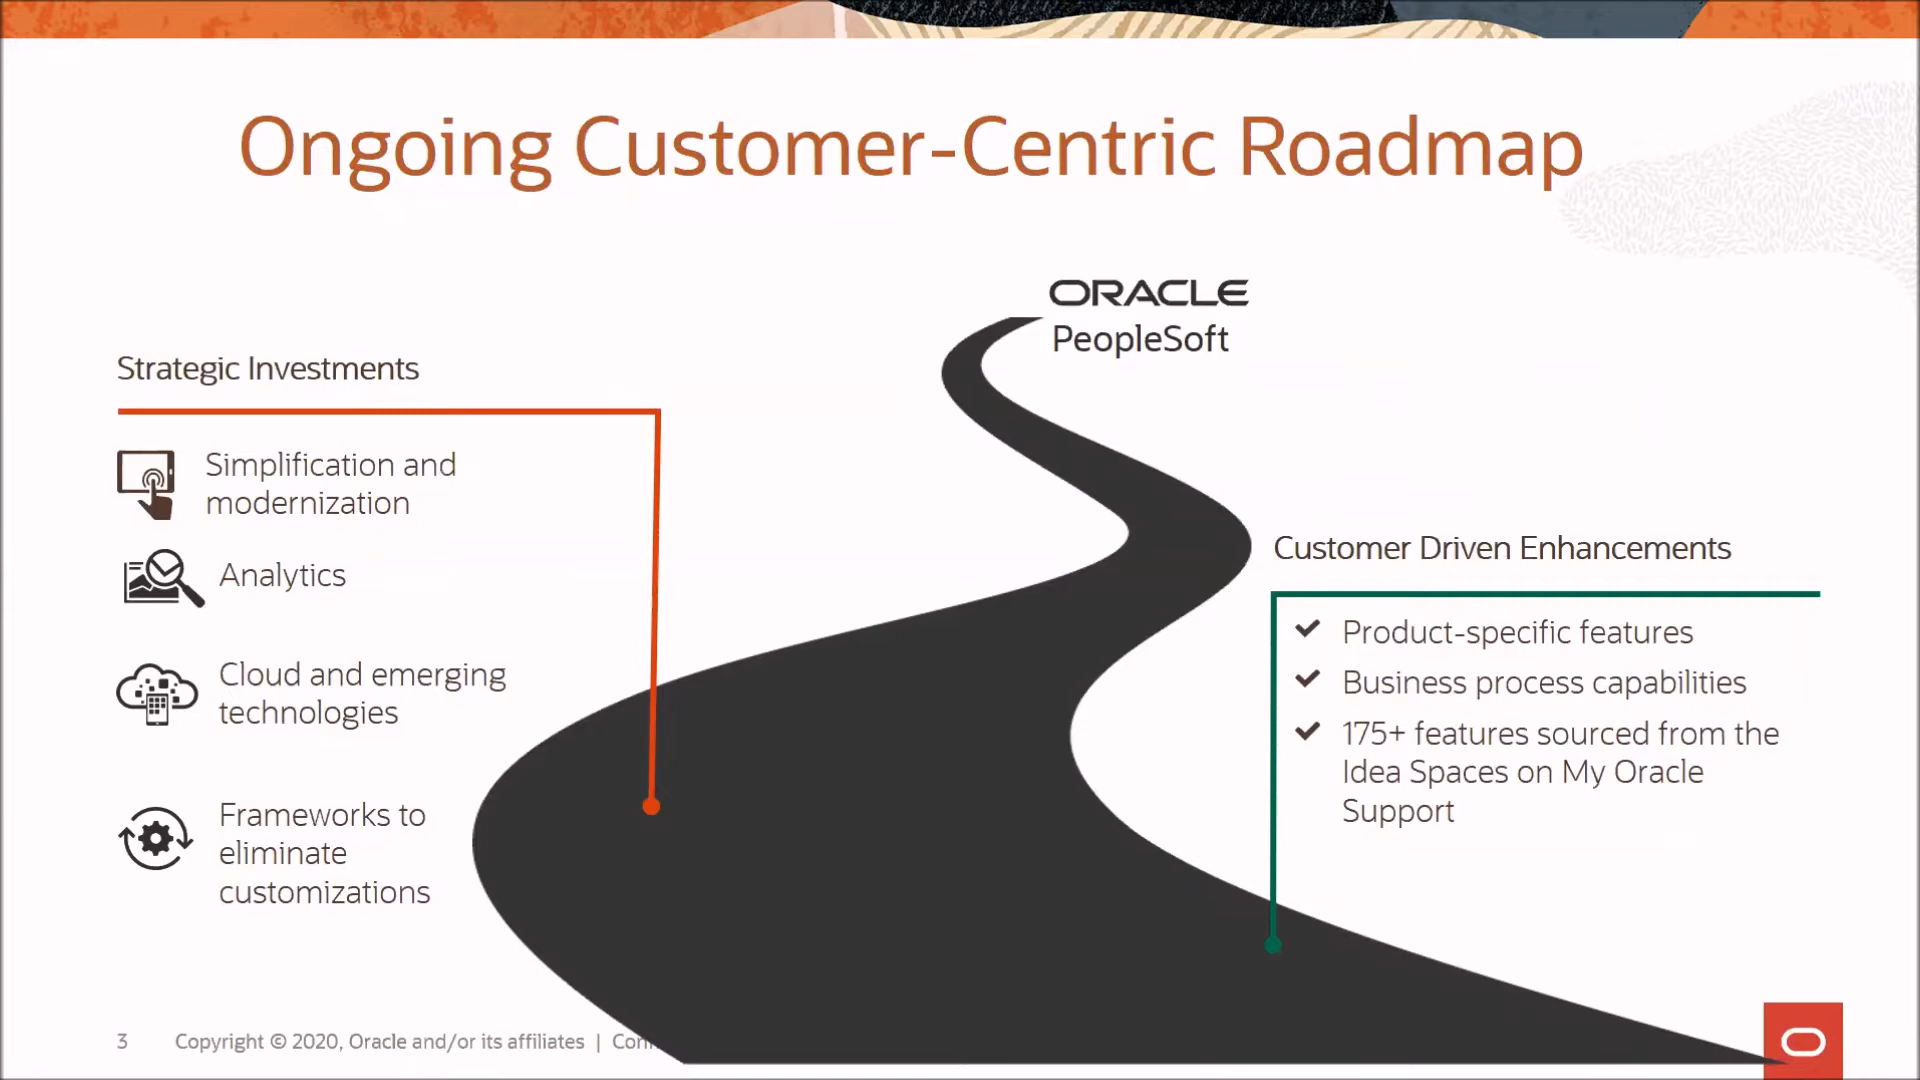 Ongoing Customer-Centric Roadmap
ORACLE
PeopleSoft
Strategic Investments
Simplification and
modernization
Analytics
Cloud and emerging
technologies
Frameworks to
eliminate
customizations
Customer Driven Enhancements
Product-specific features
Business process capabilities
175+ features sourced from the
Idea Spaces on My Oracle
Support
3 Copyright © 2020, Oracle and/or its affiliates |